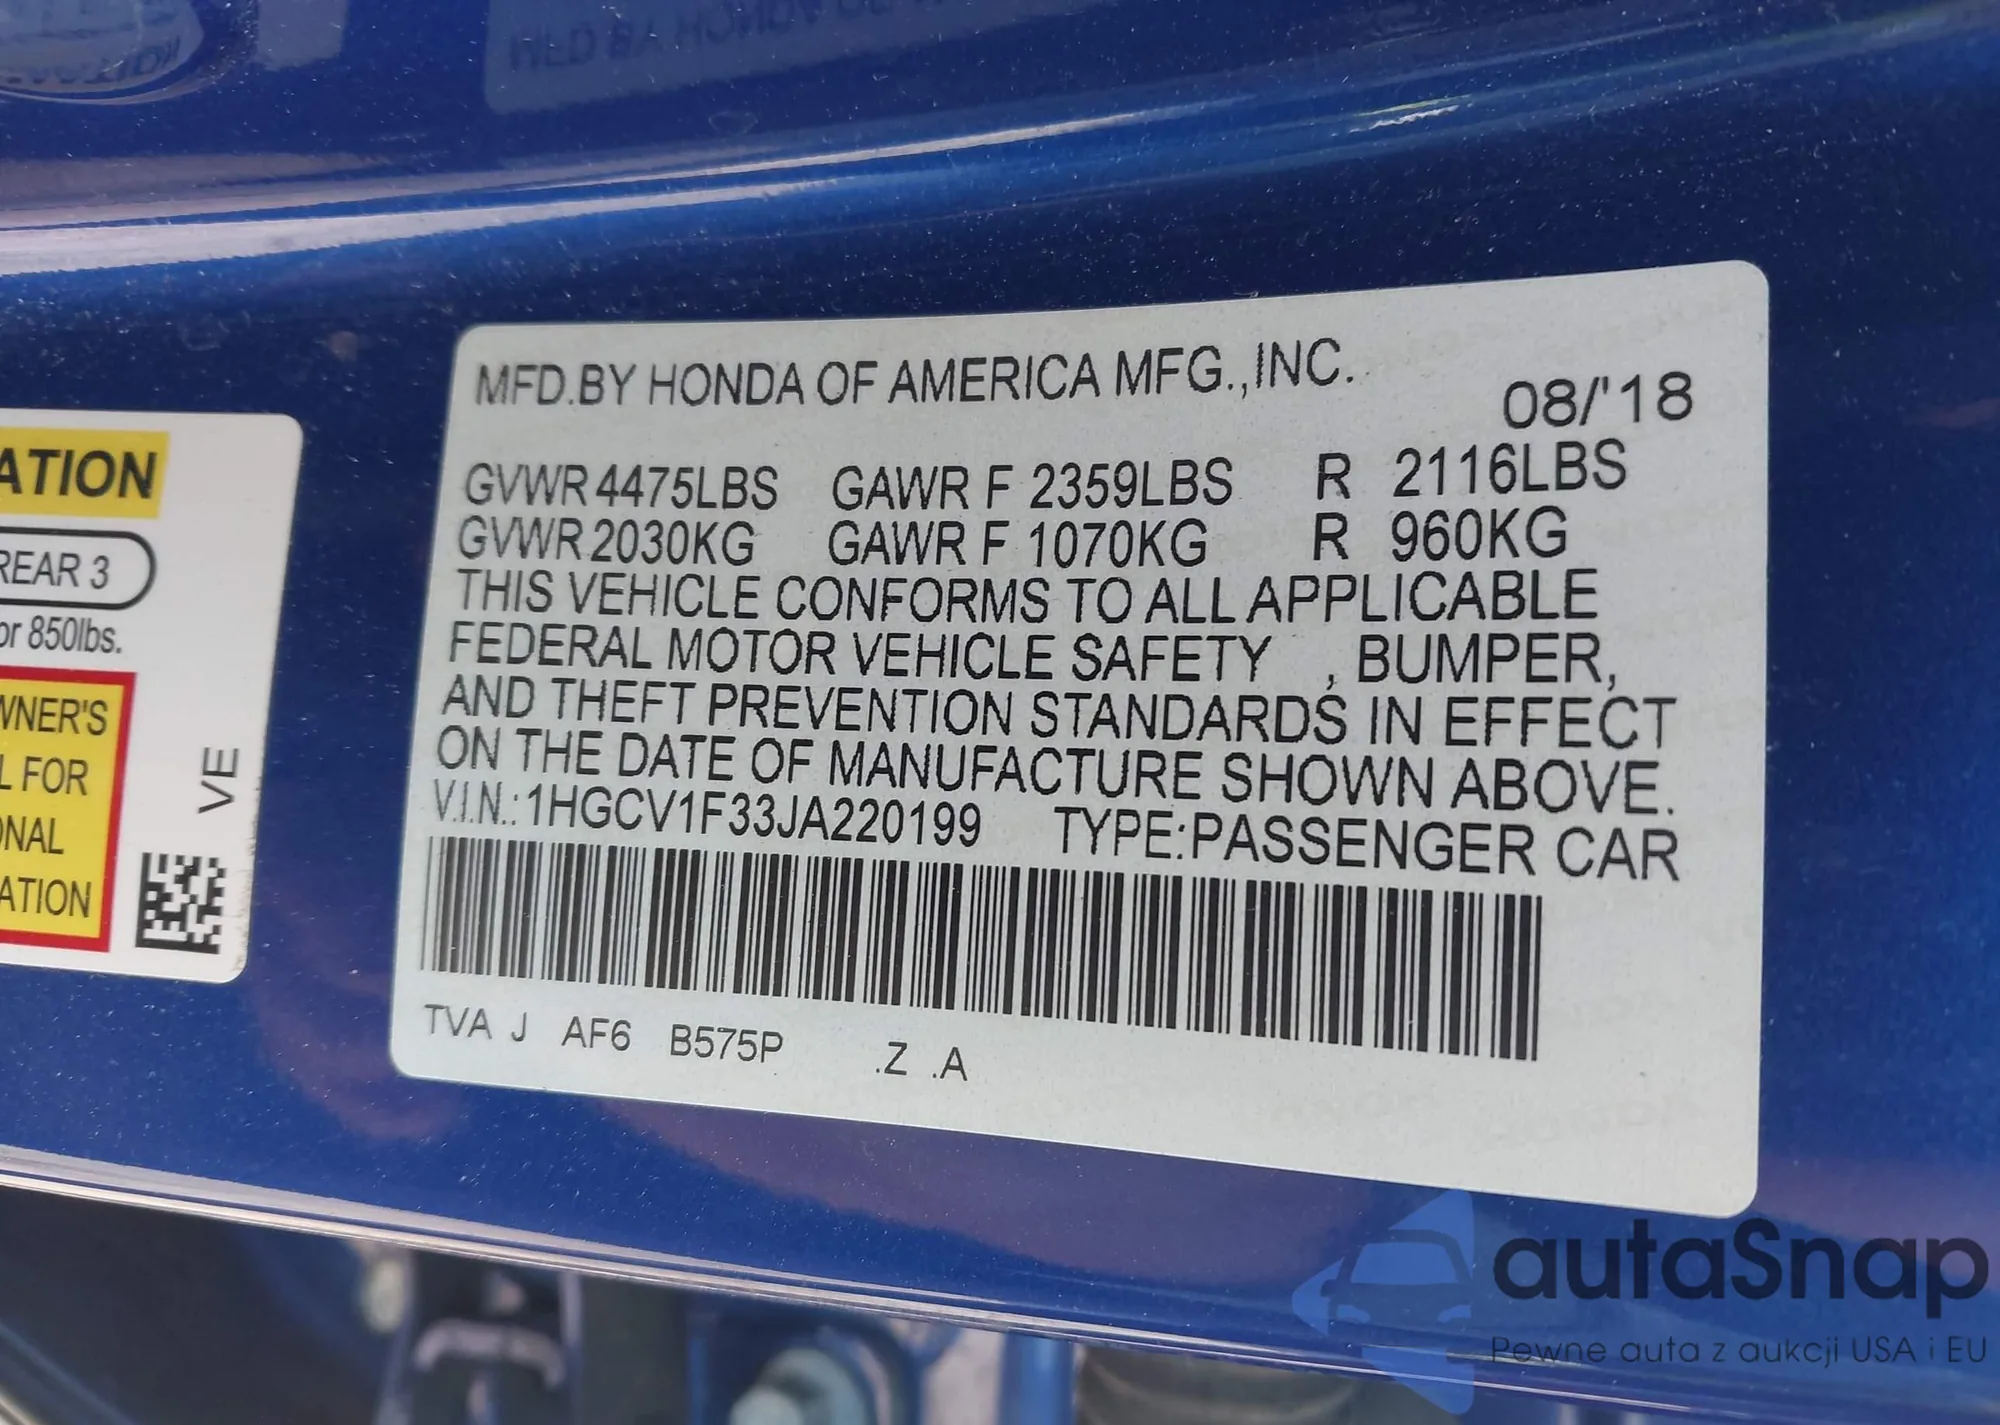 ATION
REAR 3
or 850lbs.
WNER'S
L FOR
ONAL
ATION
VE
MFD.BY HONDA OF AMERICA MFG.,INC.
08/'18
GVWR 4475LBS GAWR F 2359LBS R 2116LBS
GVWR 2030KG GAWR F 1070KG R 960KG
THIS VEHICLE CONFORMS TO ALL APPLICABLE
FEDERAL MOTOR VEHICLE SAFETY , BUMPER,
AND THEFT PREVENTION STANDARDS IN EFFECT
ON THE DATE OF MANUFACTURE SHOWN ABOVE.
V.I.N.: 1HGCV1F33JA220199 TYPE:PASSENGER CAR
TVA J AF6 B575P .Z .A
autaSnap
Pewne auta z aukcji USA i EU